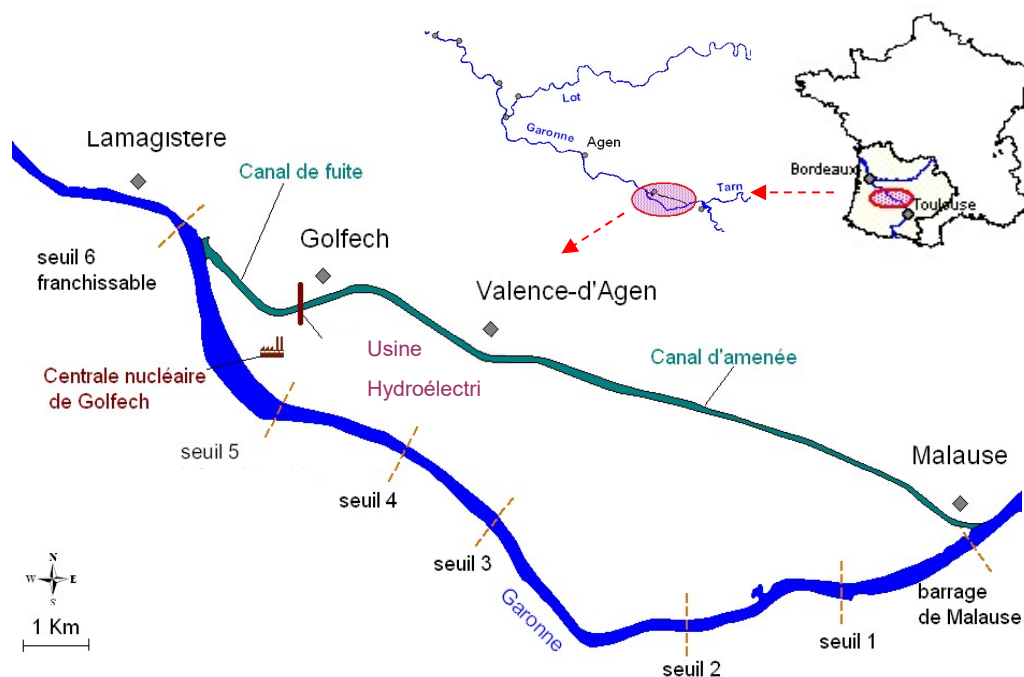 Lot
Garonne
Agen
Tarn
Bordeaux
Toulouse
Lamagistere
Canal de fuite
Golfech
seuil 6
franchissable
Valence-d'Agen
Usine
Hydroélectri
Canal d'amenée
Centrale nucléaire
de Golfech
seuil 5
seuil 4
Malause
seuil 3
Garonne
barrage
de Malause
seuil 1
seuil 2
N
W E
S
1 Km